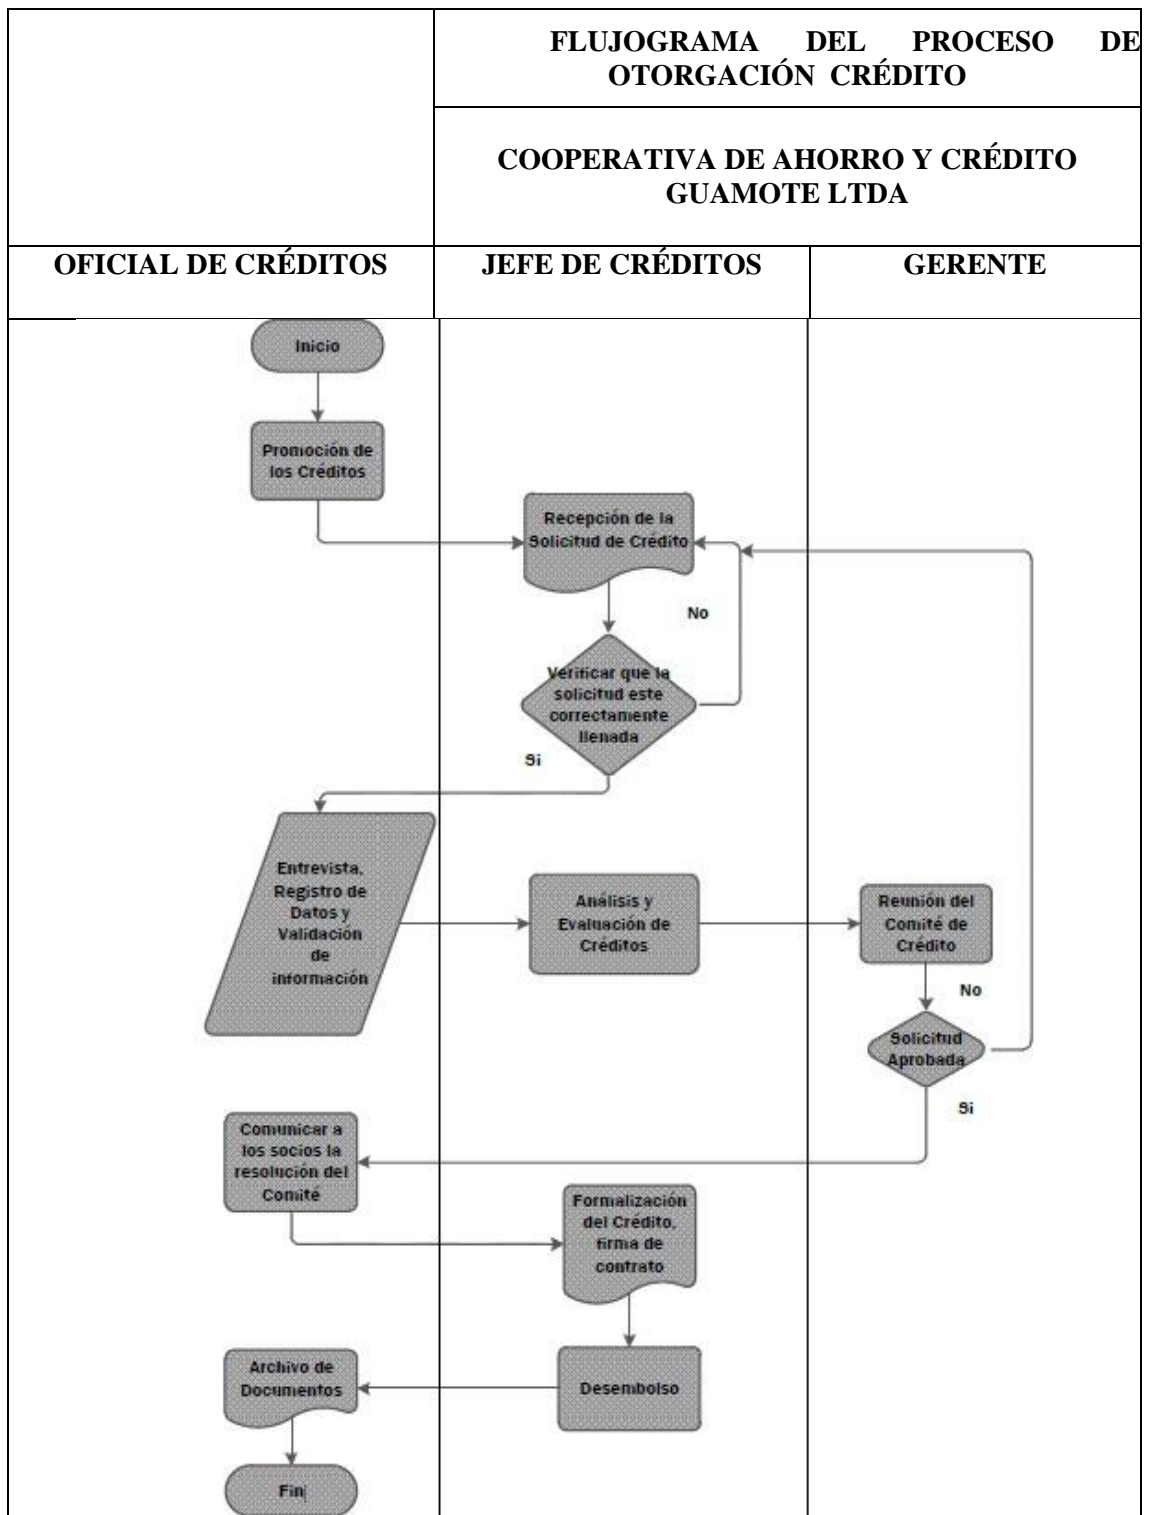 FLUJOGRAMA DEL PROCESO DE
OTORGACIÓN CRÉDITO
COOPERATIVA DE AHORRO Y CRÉDITO
GUAMOTE LTDA
OFICIAL DE CRÉDITOS
JEFE DE CRÉDITOS
GERENTE
Inicio
Promoción de
los Créditos
Recepción de la
Solicitud de Crédito
No
Verificar que la
solicitud este
correctamente
llenada
Si
Entrevista,
Registro de
Datos y
Validación
de
información
Análisis y
Evaluación de
Créditos
Reunión del
Comité de
Crédito
No
Solicitud
Aprobada
Si
Comunicar a
los socios la
resolución del
Comité
Formalización
del Crédito,
firma de
contrato
Desembolso
Archivo de
Documentos
Fin